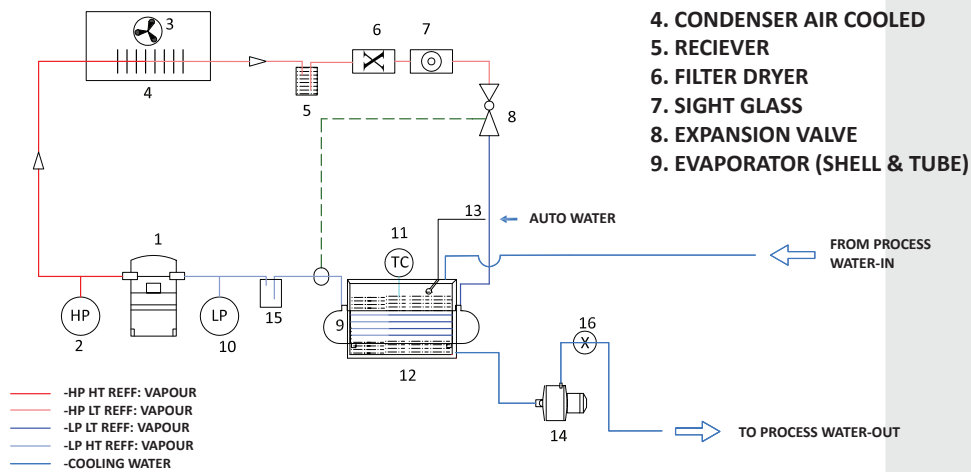 3
4
5
6
7
8
4. CONDENSER AIR COOLED
5. RECIEVER
6. FILTER DRYER
7. SIGHT GLASS
8. EXPANSION VALVE
9. EVAPORATOR (SHELL & TUBE)
13
AUTO WATER
FROM PROCESS
WATER-IN
1
11
TC
HP
2
LP
10
15
9
12
16
X
14
TO PROCESS WATER-OUT
-HP HT REFF: VAPOUR
-HP LT REFF: VAPOUR
-LP LT REFF: VAPOUR
-LP HT REFF: VAPOUR
-COOLING WATER